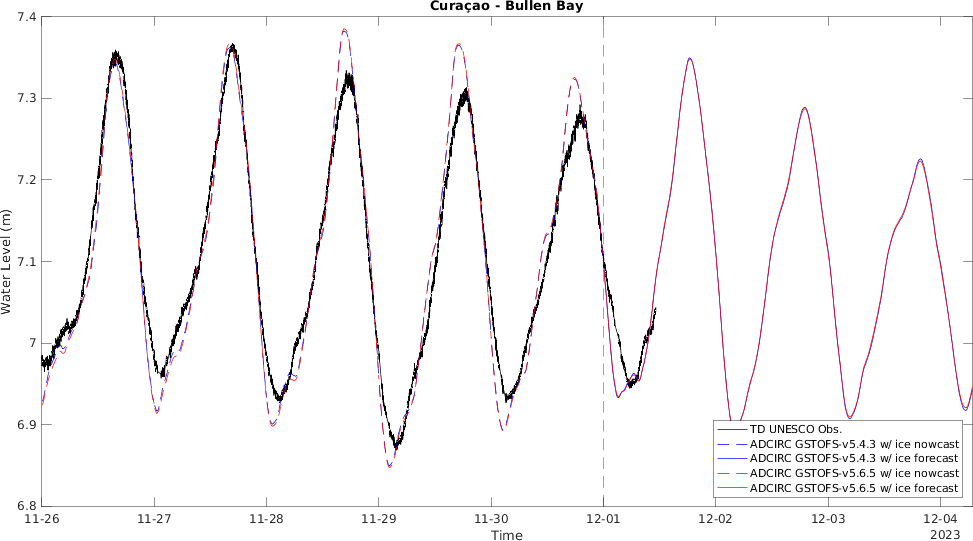 Curaçao - Bullen Bay
7.4
7.3
7.2
7.1
7
6.9
6.8
Water Level (m)
11-26 11-27 11-28 11-29 11-30 12-01 12-02 12-03 12-04
Time
2023
TD UNESCO Obs.
ADCIRC GSTOFS-v5.4.3 w/ ice nowcast
ADCIRC GSTOFS-v5.4.3 w/ ice forecast
ADCIRC GSTOFS-v5.6.5 w/ ice nowcast
ADCIRC GSTOFS-v5.6.5 w/ ice forecast